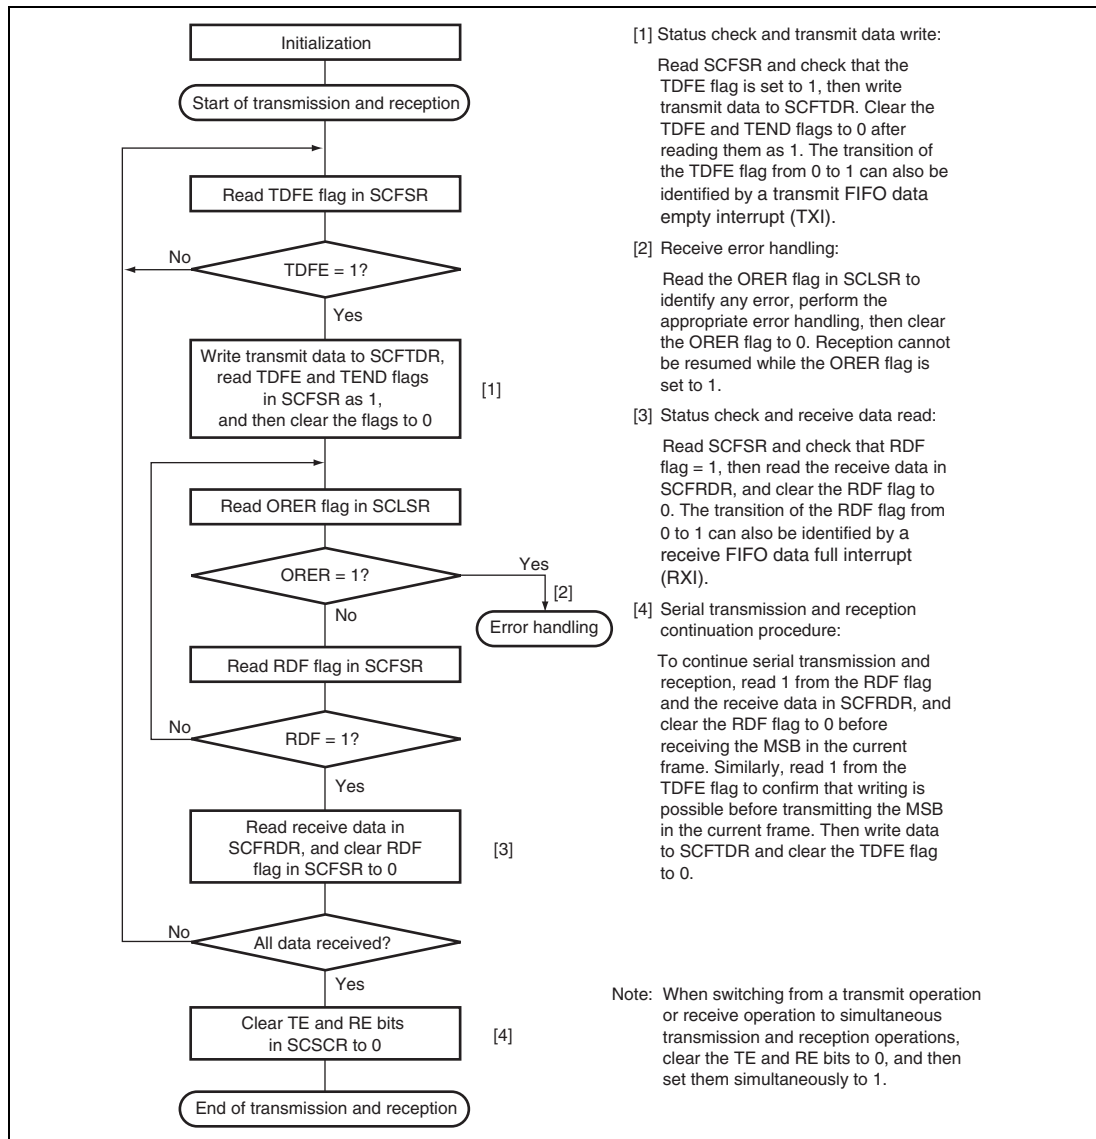 Initialization
Start of transmission and reception
Read TDFE flag in SCFSR
No
TDFE = 1?
Yes
Write transmit data to SCFTDR,
read TDFE and TEND flags
in SCFSR as 1,
and then clear the flags to 0
[1]
Read ORER flag in SCLSR
ORER = 1?
Yes
[2]
No
Error handling
Read RDF flag in SCFSR
No
RDF = 1?
Yes
Read receive data in
SCFRDR, and clear RDF
flag in SCFSR to 0
[3]
No
All data received?
Yes
Clear TE and RE bits
in SCSCR to 0
[4]
End of transmission and reception
[1] Status check and transmit data write:
Read SCFSR and check that the
TDFE flag is set to 1, then write
transmit data to SCFTDR. Clear the
TDFE and TEND flags to 0 after
reading them as 1. The transition of
the TDFE flag from 0 to 1 can also be
identified by a transmit FIFO data
empty interrupt (TXI).
[2] Receive error handling:
Read the ORER flag in SCLSR to
identify any error, perform the
appropriate error handling, then clear
the ORER flag to 0. Reception cannot
be resumed while the ORER flag is
set to 1.
[3] Status check and receive data read:
Read SCFSR and check that RDF
flag = 1, then read the receive data in
SCFRDR, and clear the RDF flag to
0. The transition of the RDF flag from
0 to 1 can also be identified by a
receive FIFO data full interrupt
(RXI).
[4] Serial transmission and reception
continuation procedure:
To continue serial transmission and
reception, read 1 from the RDF flag
and the receive data in SCFRDR, and
clear the RDF flag to 0 before
receiving the MSB in the current
frame. Similarly, read 1 from the
TDFE flag to confirm that writing is
possible before transmitting the MSB
in the current frame. Then write data
to SCFTDR and clear the TDFE flag
to 0.
Note: When switching from a transmit operation
or receive operation to simultaneous
transmission and reception operations,
clear the TE and RE bits to 0, and then
set them simultaneously to 1.